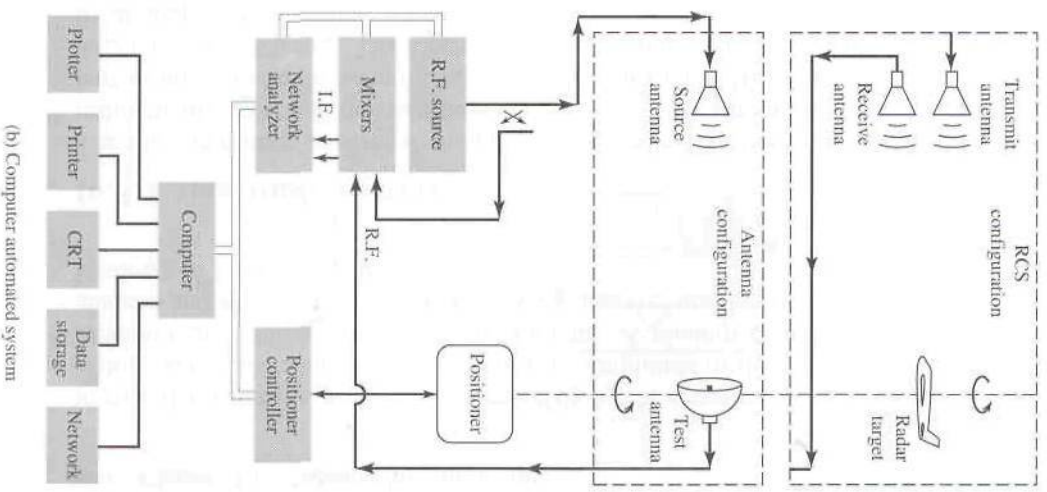 RCS
configuration
Transmit
antenna
Receive
antenna
Radar
target
Antenna
configuration
Source
antenna
Test
antenna
Positioner
R.F. source
Mixers
R.F.
I.F.
Network
analyzer
Positioner
controller
Computer
Plotter
Printer
CRT
Data
storage
Network
(b) Computer automated system